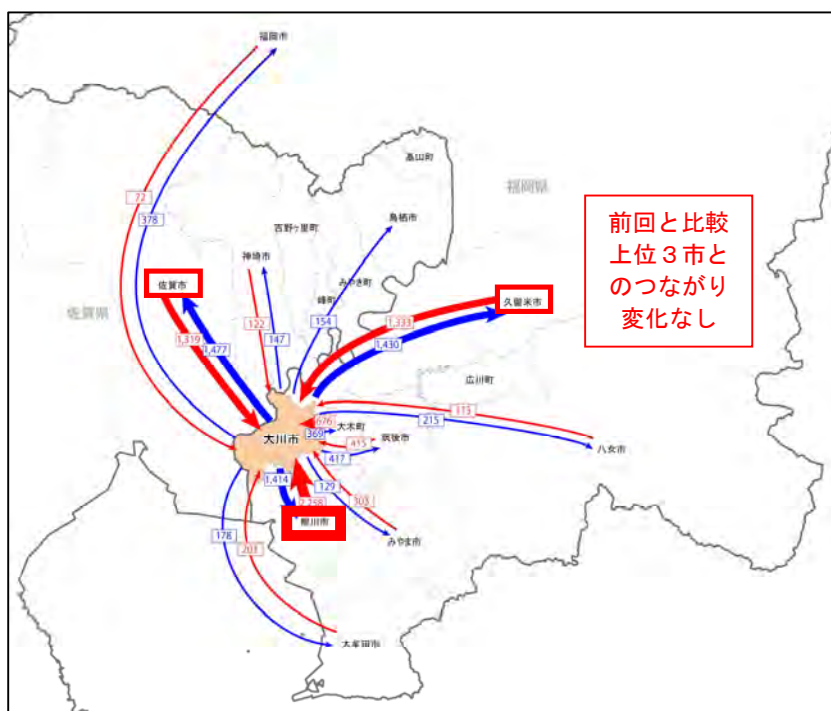 福岡市
基山町
福岡県
72
378
鳥栖市
吉野ヶ里町
神埼市
みやき町
佐賀市
久留米市
前回と比較
上位3市と
のつながり
変化なし
佐賀県
122
147
154
1,333
1,430
1,319
1,477
広川町
115
215
676
369
大木町
大川市
415
筑後市
417
八女市
1,414
129
303
2,258
柳川市
みやま市
178
203
大牟田市